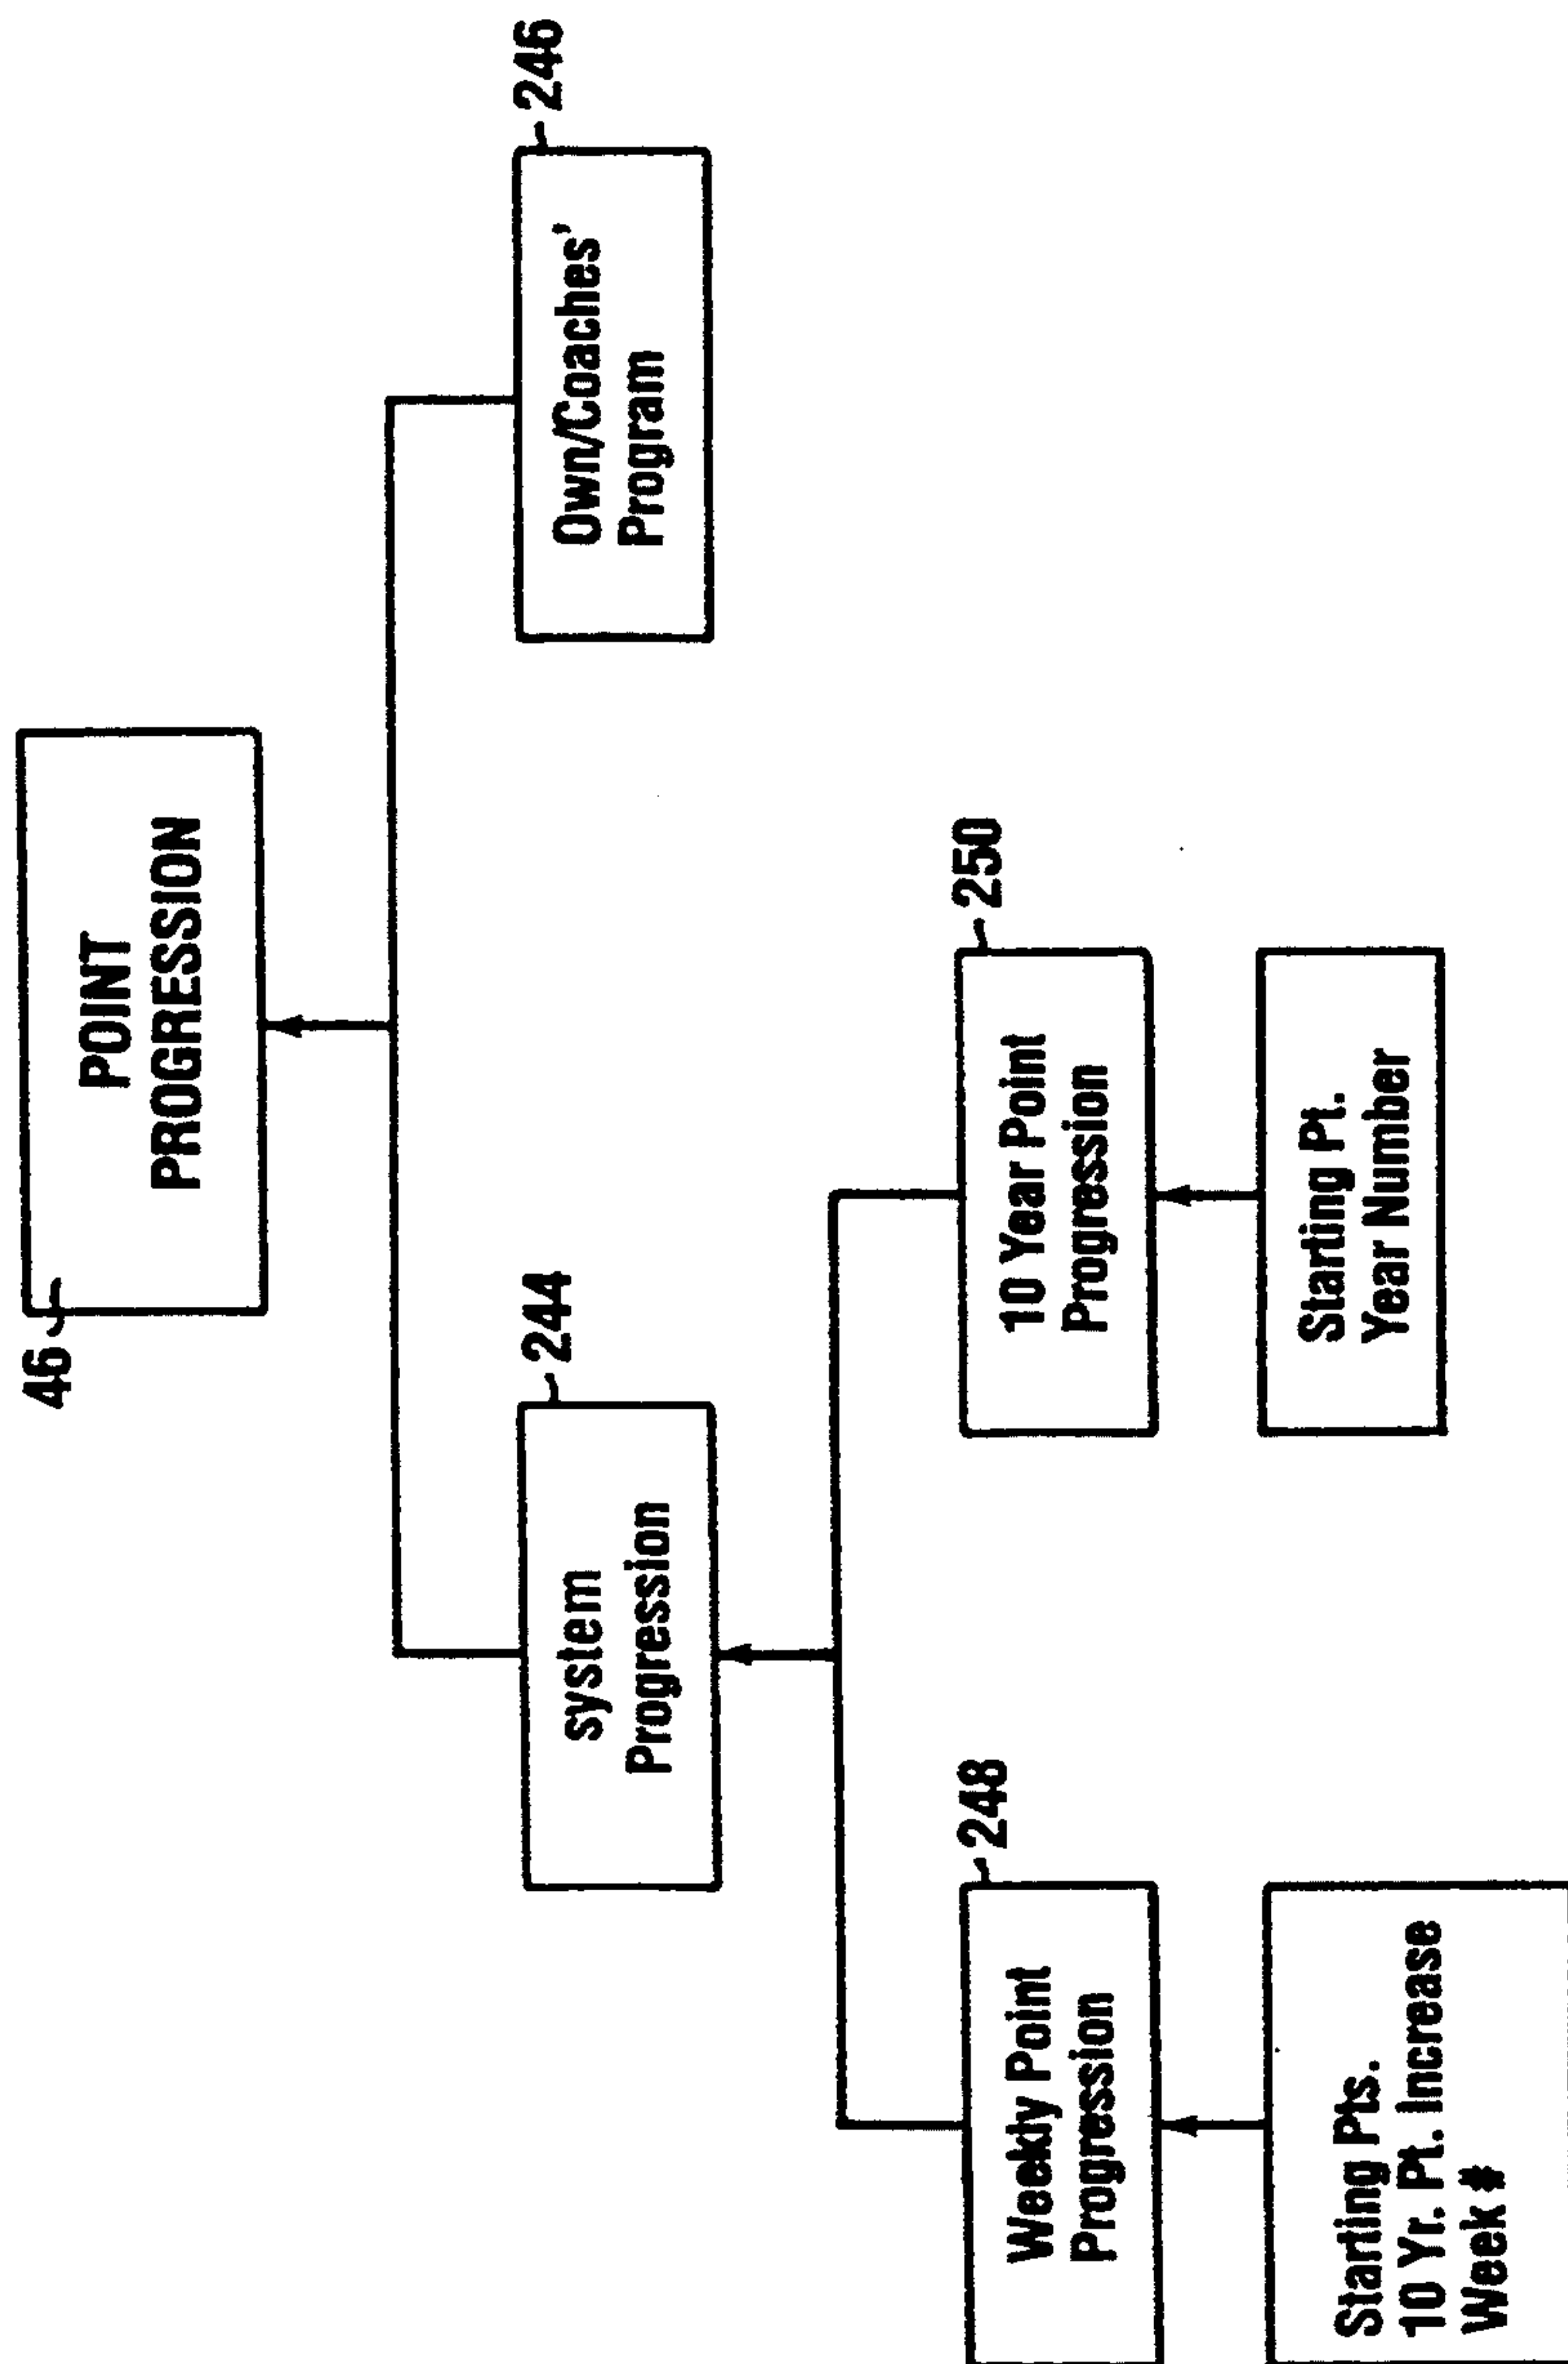 46
POINT
PROGRESSION
244
system
Progression
246
Own/Coaches'
Program
248
Weekly Point
Progression
250
10 Year Point
Progression
Starting Pts.
10 Yr. Pt. Increase
Week #
Starting Pt.
Year Number